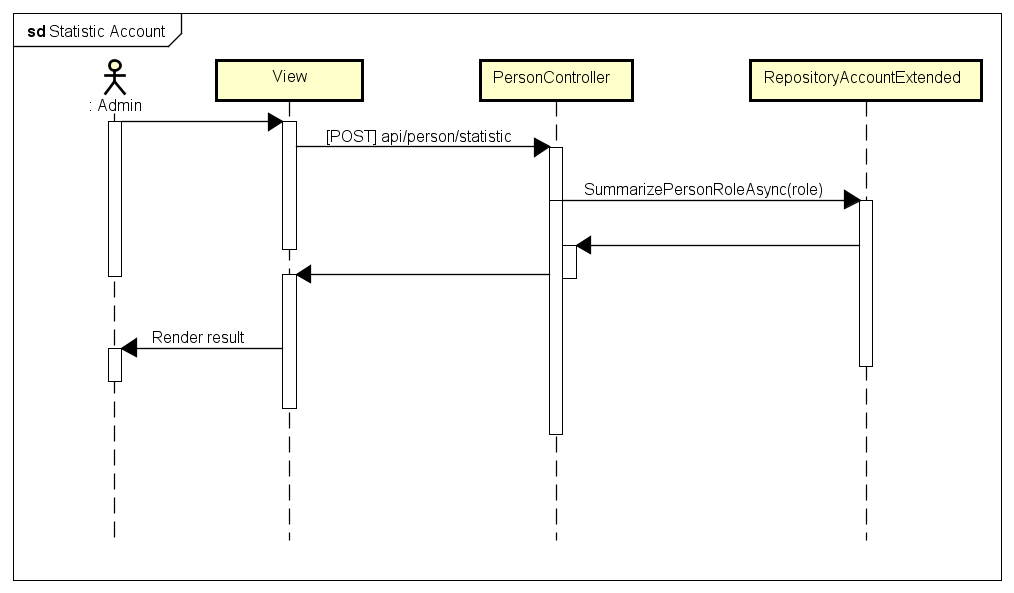 sd Statistic Account
: Admin
View
PersonController
RepositoryAccountExtended
[POST] api/person/statistic
SummarizePersonRoleAsync(role)
Render result